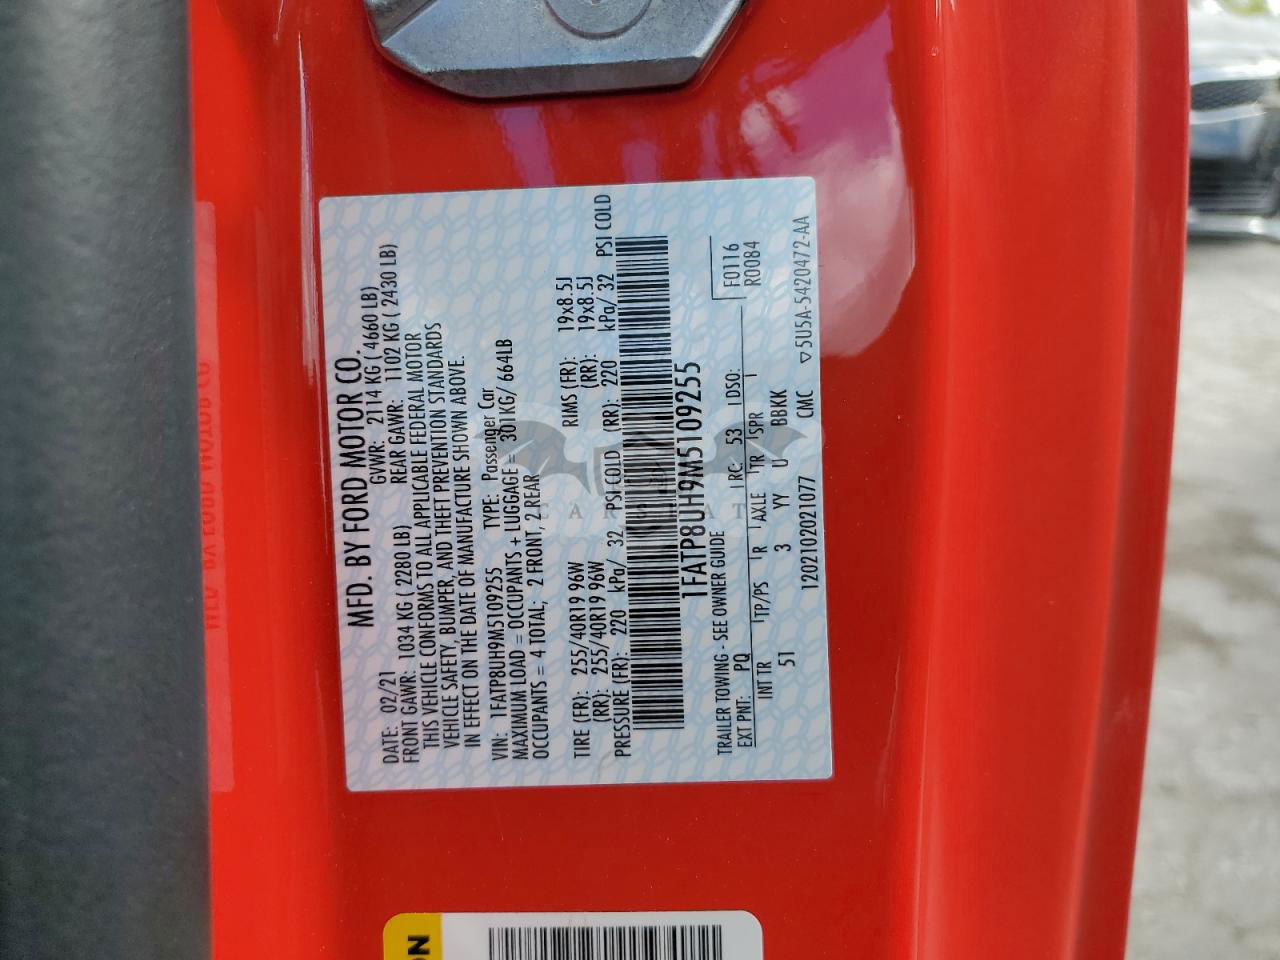 MFD. BY FORD MOTOR CO.
DATE: 02/21 GVWR: 2114 KG ( 4660 LB)
FRONT GAWR: 1034 KG ( 2280 LB) REAR GAWR: 1102 KG ( 2430 LB)
THIS VEHICLE CONFORMS TO ALL APPLICABLE FEDERAL MOTOR
VEHICLE SAFETY, BUMPER, AND THEFT PREVENTION STANDARDS
IN EFFECT ON THE DATE OF MANUFACTURE SHOWN ABOVE.
VIN: 1FATP8UH9M5109255 TYPE: Passenger Car
MAXIMUM LOAD = OCCUPANTS + LUGGAGE = 301KG/ 664LB
OCCUPANTS = 4 TOTAL; 2 FRONT, 2 REAR
TIRE (FR): 255/40R19 96W RIMS (FR): 19x8.5J
(RR): 255/40R19 96W (RR): 19x8.5J
PRESSURE (FR): 220 kPa/ 32 PSI COLD (RR): 220 kPa/ 32 PSI COLD
1FATP8UH9M5109255
TRAILER TOWING - SEE OWNER GUIDE F0116
EXT PNT: PQ RC: 53 DSO: R0084
INT TR TP/PS R AXLE TR SPR
51 3 YY U BBKK
120210202107​7 CMC ▽5U5A-5420472-AA
ON